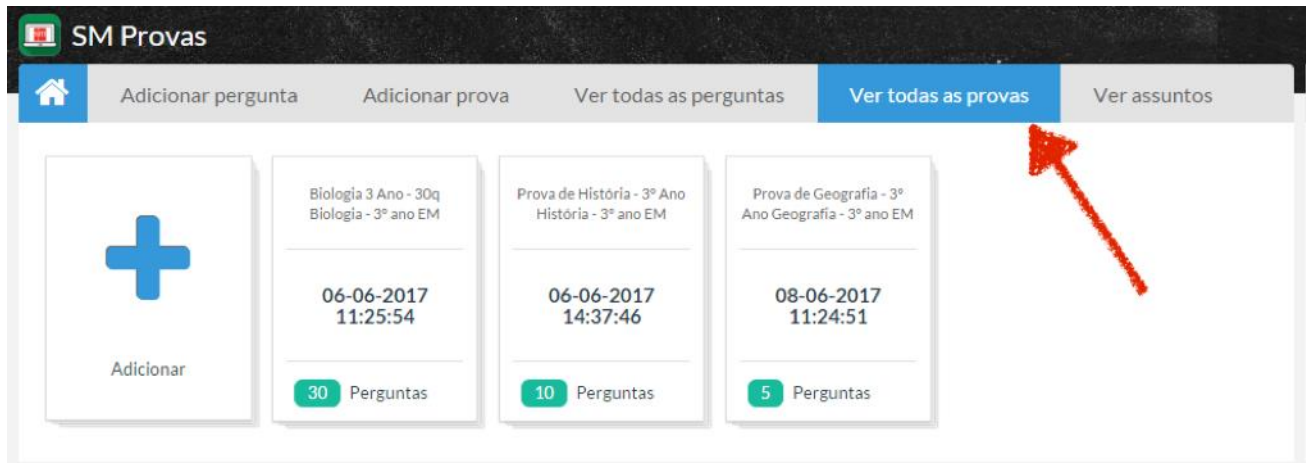 SM Provas
Adicionar pergunta
Adicionar prova
Ver todas as perguntas
Ver todas as provas
Ver assuntos
Adicionar
Biologia 3 Ano - 30q
Biologia - 3º ano EM
06-06-2017
11:25:54
30 Perguntas
Prova de História - 3º Ano
História - 3º ano EM
06-06-2017
14:37:46
10 Perguntas
Prova de Geografia - 3º
Ano Geografia - 3º ano EM
08-06-2017
11:24:51
5 Perguntas